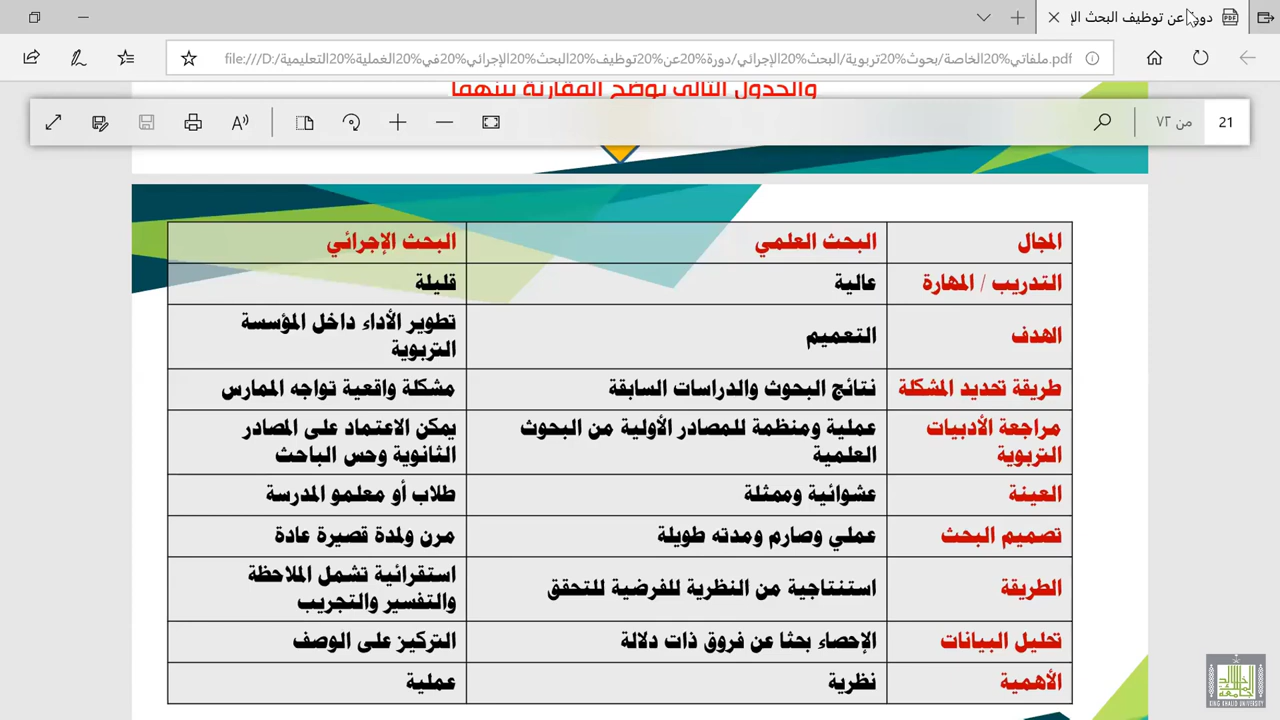 دورة عن توظيف البحث الإ
file:///D:/ملفاتي%20الخاصة/بحوث%20تربوية/البحث%20الإجرائي/دورة%20عن%20توظيف%20البحث%20الإجرائي%20في%20الغملية%20التعليمية.pdf
والجدول التالي يوضح المقارنة بينهما
21 من ٧٣
المجال البحث العلمي البحث الإجرائي
التدريب / المهارة عالية قليلة
الهدف التعميم تطوير الأداء داخل المؤسسة
التربوية
طريقة تحديد المشكلة نتائج البحوث والدراسات السابقة مشكلة واقعية تواجه الممارس
مراجعة الأدبيات عملية ومنظمة للمصادر الأولية من البحوث يمكن الاعتماد على المصادر
التربوية العلمية الثانوية وحس الباحث
العينة عشوائية وممثلة طلاب أو معلمو المدرسة
تصميم البحث عملي وصارم ومدته طويلة مرن ولمدة قصيرة عادة
الطريقة استنتاجية من النظرية للفرضية للتحقق استقرائية تشمل الملاحظة
والتفسير والتجريب
تحليل البيانات الإحصاء بحثا عن فروق ذات دلالة التركيز على الوصف
الأهمية نظرية عملية
KING KHALID UNIVERSITY